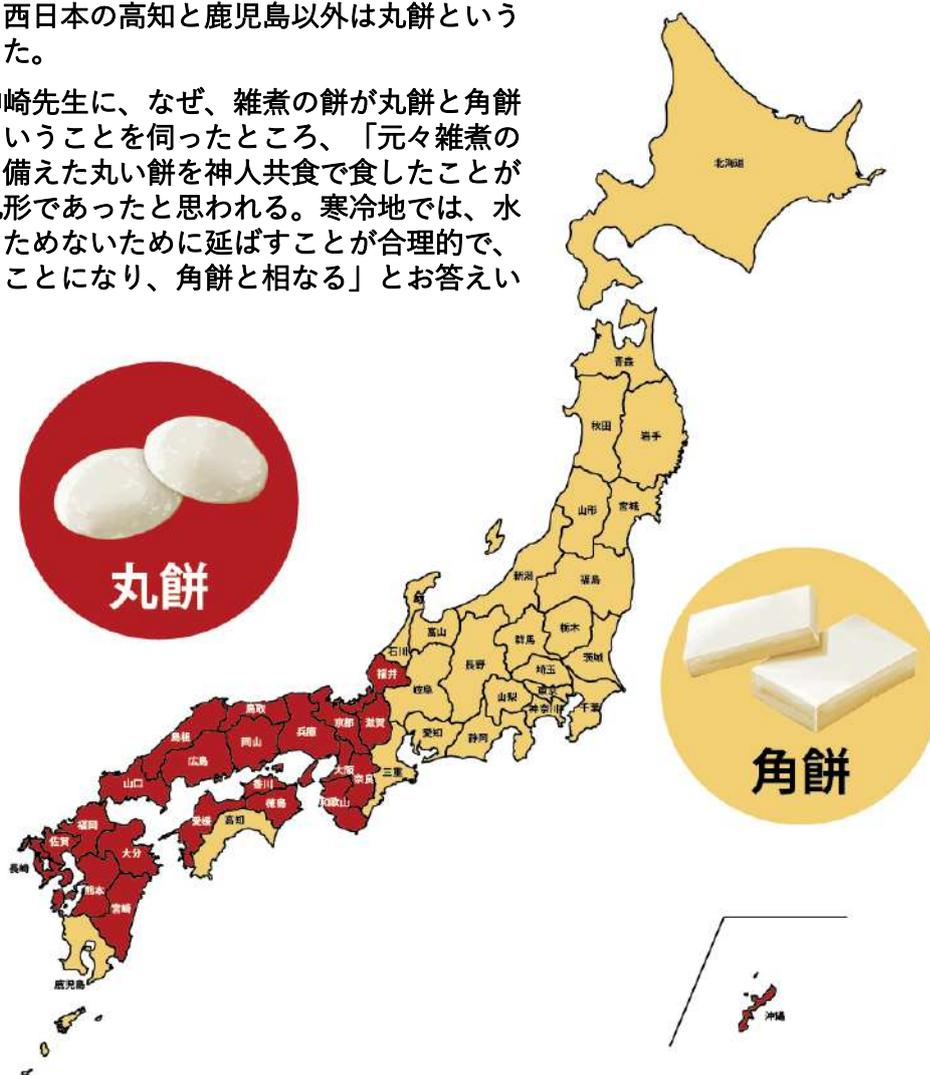 西日本の高知と鹿児島以外は丸餅という
た。
崎先生に、なぜ、雑煮の餅が丸餅と角餅
いうことを伺ったところ、「元々雑煮の
備えた丸い餅を神人共食で食したことが
形であったと思われる。寒冷地では、水
ためないために延ばすことが合理的で、
ことになり、角餅と相なる」とお答えい
北海道
青森
秋田
岩手
山形
宮城
新潟
福島
丸餅
富山
石川
群馬
栃木
長野
埼玉
茨城
福井
岐阜
山梨
東京
神奈川
千葉
愛知
静岡
鳥取
兵庫
京都
滋賀
島根
岡山
広島
大阪
奈良
三重
角餅
山口
香川
徳島
和歌山
愛媛
高知
福岡
佐賀
大分
長崎
熊本
宮崎
鹿児島
沖縄